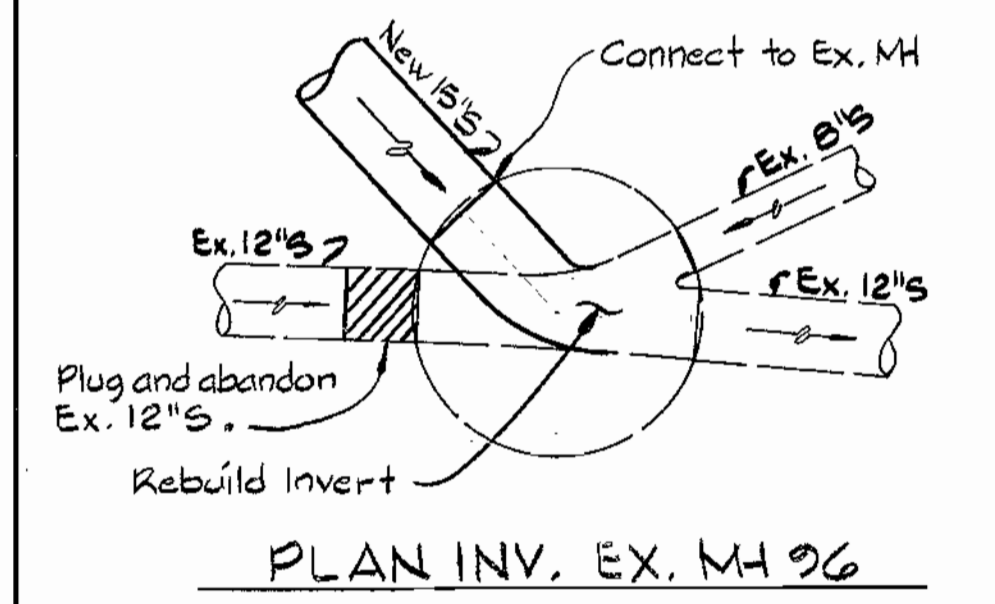 New 15"S
Connect to Ex. MH
Ex. 8"S
Ex. 12"S
Ex. 12"S
Plug and abandon
Ex. 12"S.
Rebuild Invert
PLAN INV. EX. MH 96